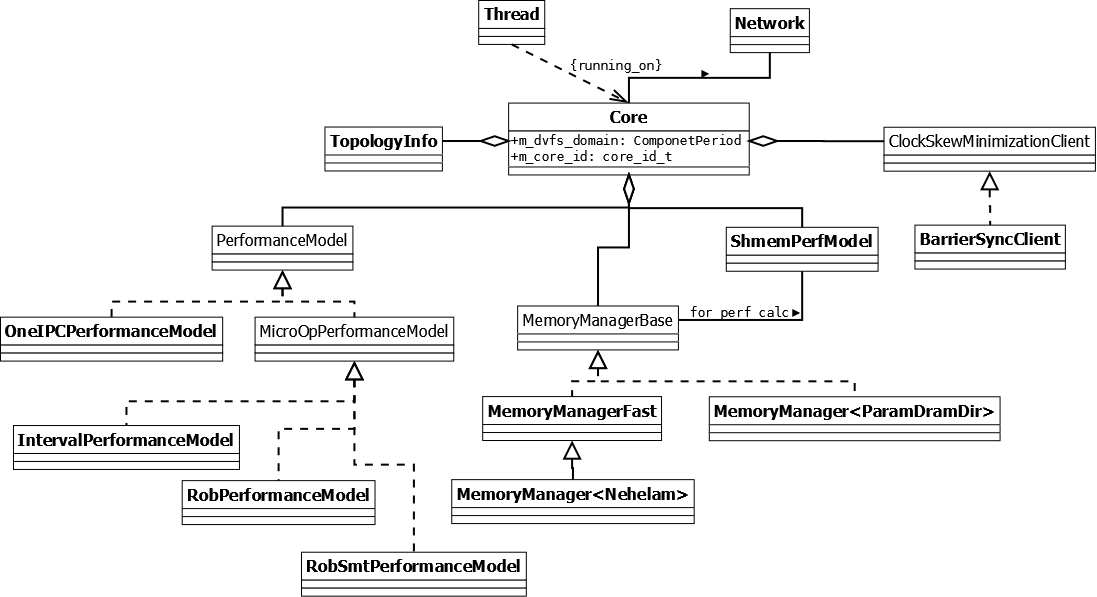 Thread
Network
{running_on}
Core
+m_dvfs_domain: ComponetPeriod
+m_core_id: core_id_t
TopologyInfo
ClockSkewMinimizationClient
PerformanceModel
ShmemPerfModel
BarrierSyncClient
OneIPCPerformanceModel
MicroOpPerformanceModel
MemoryManagerBase
for perf calc
IntervalPerformanceModel
MemoryManagerFast
MemoryManager<ParamDramDir>
RobPerformanceModel
MemoryManager<Nehelam>
RobSmtPerformanceModel